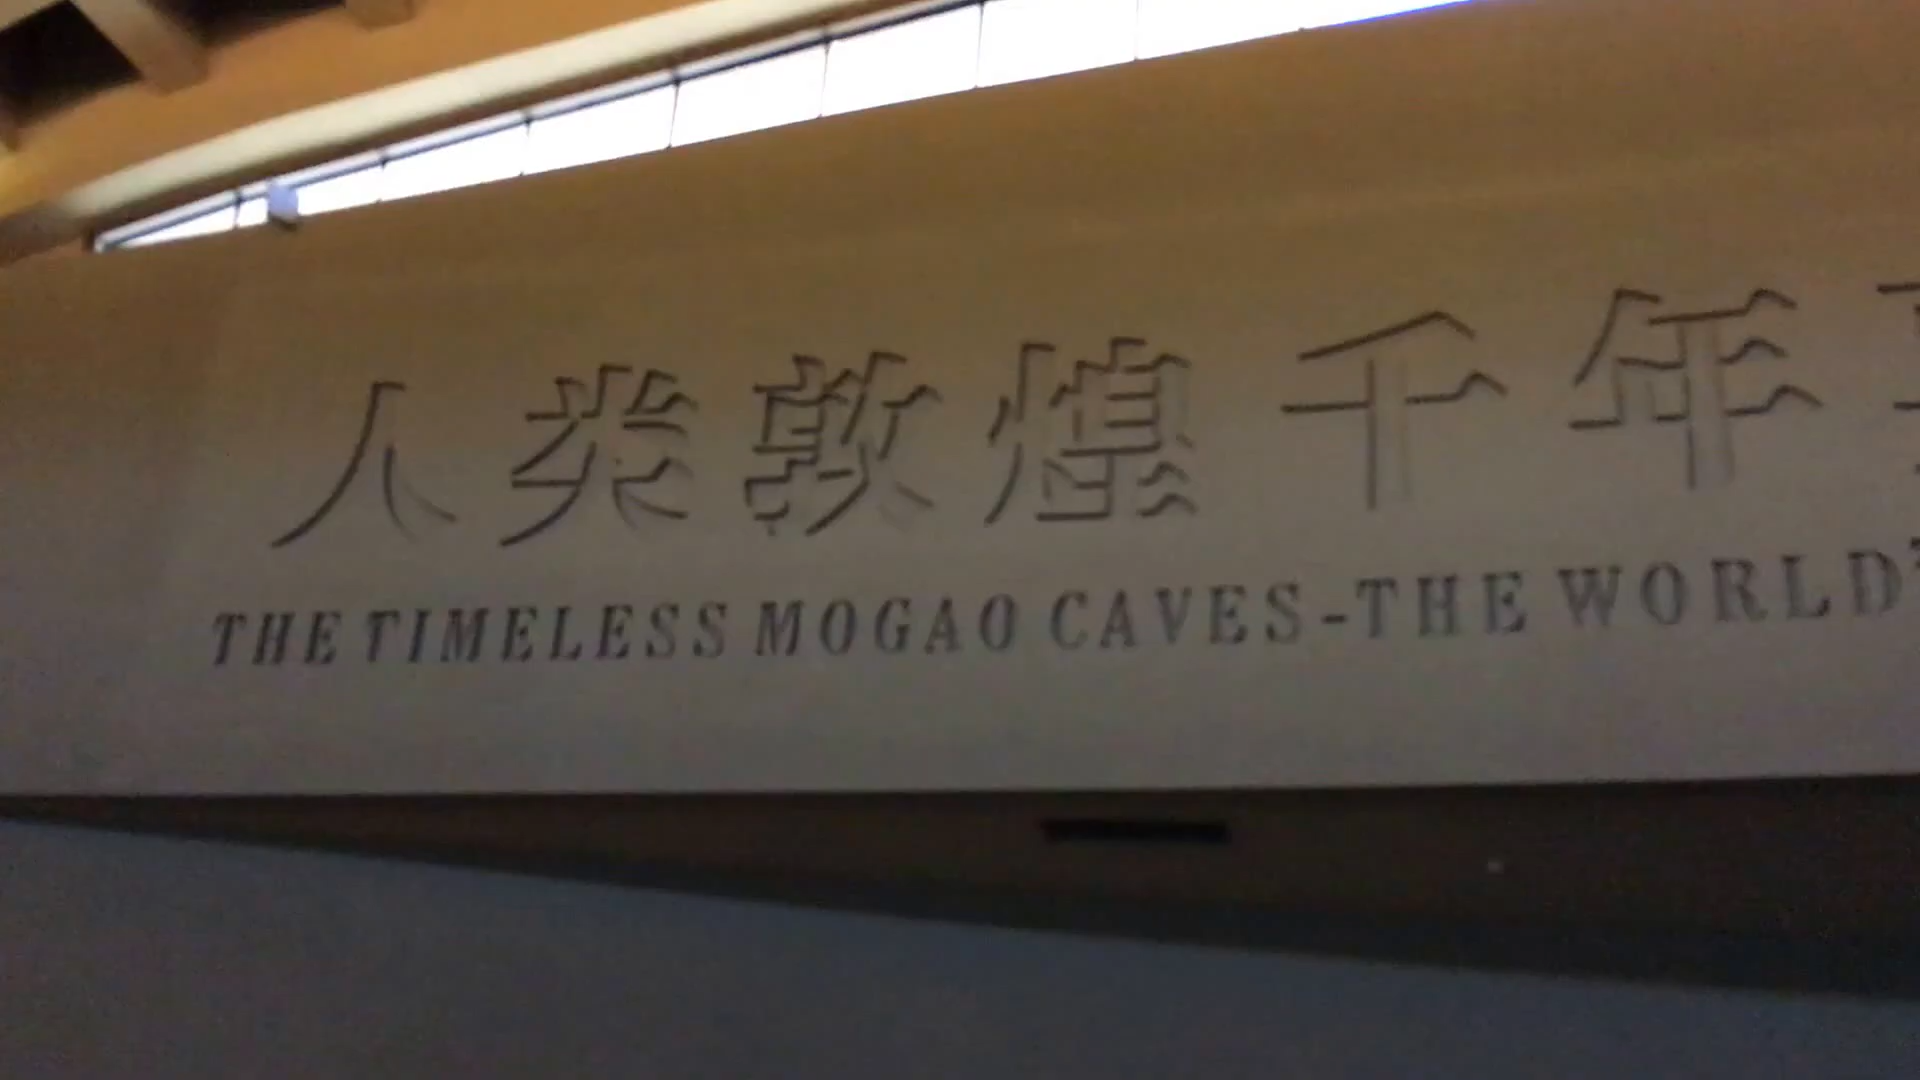 人类敦煌 千年
THE TIMELESS MOGAO CAVES-THE WORLD'